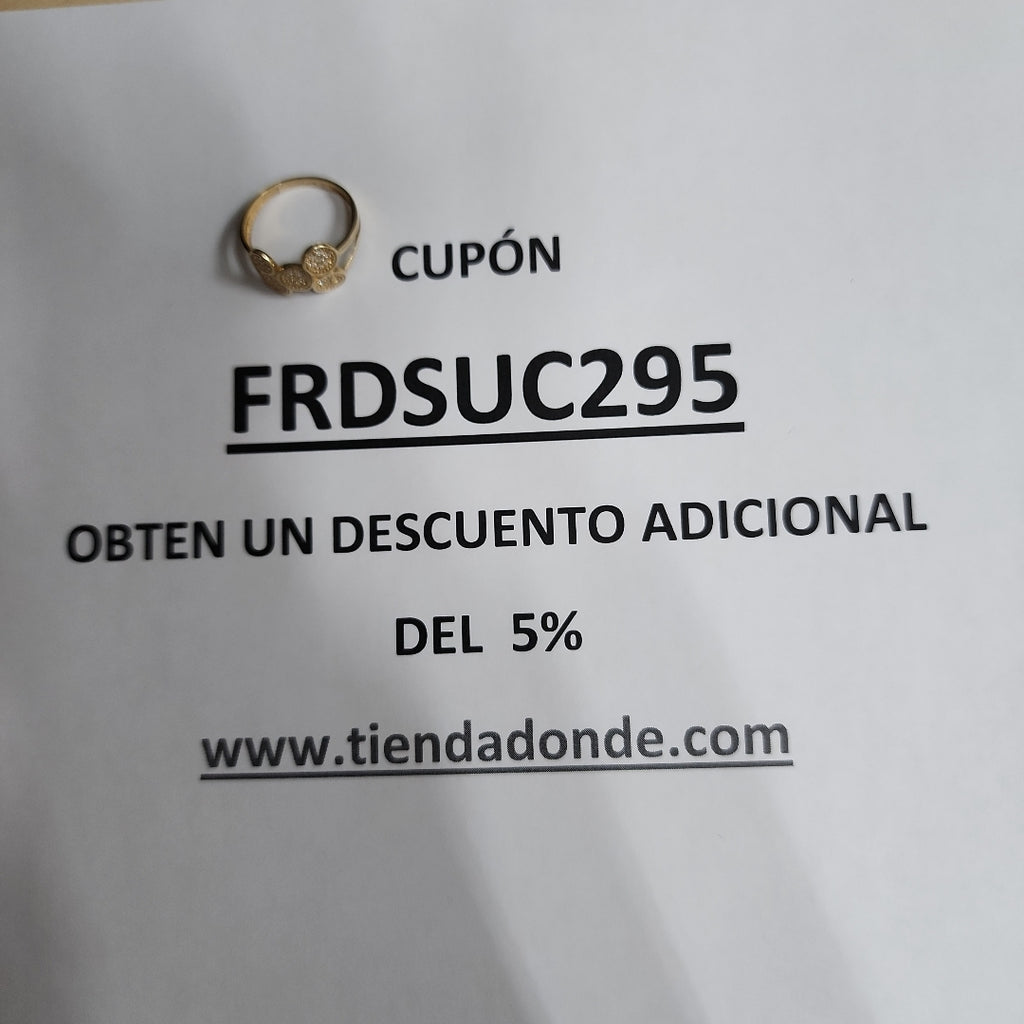 CUPÓN
FRDSUC295
OBTEN UN DESCUENTO ADICIONAL
DEL 5%
www.tiendadonde.com